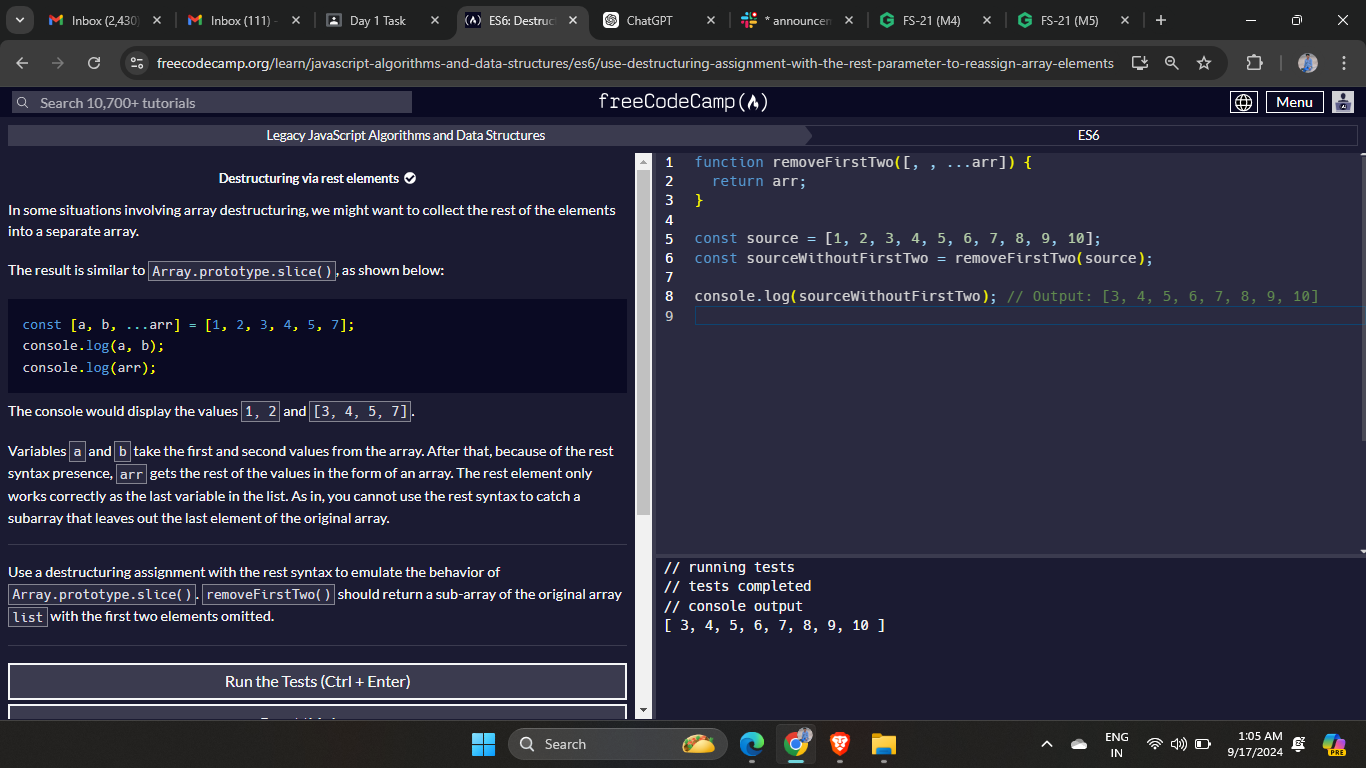 Inbox (2,430)
Inbox (111) -
Day 1 Task
ES6: Destruc
ChatGPT
* announcen
FS-21 (M4)
FS-21 (M5)
freecodecamp.org/learn/javascript-algorithms-and-data-structures/es6/use-destructuring-assignment-with-the-rest-parameter-to-reassign-array-elements
Search 10,700+ tutorials
freeCodeCamp
Menu
Legacy JavaScript Algorithms and Data Structures
ES6
Destructuring via rest elements
In some situations involving array destructuring, we might want to collect the rest of the elements
into a separate array.
The result is similar to Array.prototype.slice(), as shown below:
const [a, b, ...arr] = [1, 2, 3, 4, 5, 7];
console.log(a, b);
console.log(arr);
The console would display the values 1, 2 and [3, 4, 5, 7].
Variables a and b take the first and second values from the array. After that, because of the rest
syntax presence, arr gets the rest of the values in the form of an array. The rest element only
works correctly as the last variable in the list. As in, you cannot use the rest syntax to catch a
subarray that leaves out the last element of the original array.
Use a destructuring assignment with the rest syntax to emulate the behavior of
Array.prototype.slice(). removeFirstTwo() should return a sub-array of the original array
list with the first two elements omitted.
Run the Tests (Ctrl + Enter)
1 function removeFirstTwo([, , ...arr]) {
2 return arr;
3 }
4
5 const source = [1, 2, 3, 4, 5, 6, 7, 8, 9, 10];
6 const sourceWithoutFirstTwo = removeFirstTwo(source);
7
8 console.log(sourceWithoutFirstTwo); // Output: [3, 4, 5, 6, 7, 8, 9, 10]
9
// running tests
// tests completed
// console output
[ 3, 4, 5, 6, 7, 8, 9, 10 ]
Search
ENG
IN
1:05 AM
9/17/2024
PRE